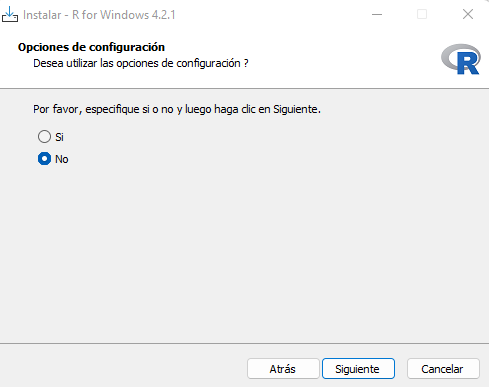 Instalar - R for Windows 4.2.1
Opciones de configuración
Desea utilizar las opciones de configuración ?
R
Por favor, especifique si o no y luego haga clic en Siguiente.
Si
No
Atrás Siguiente Cancelar